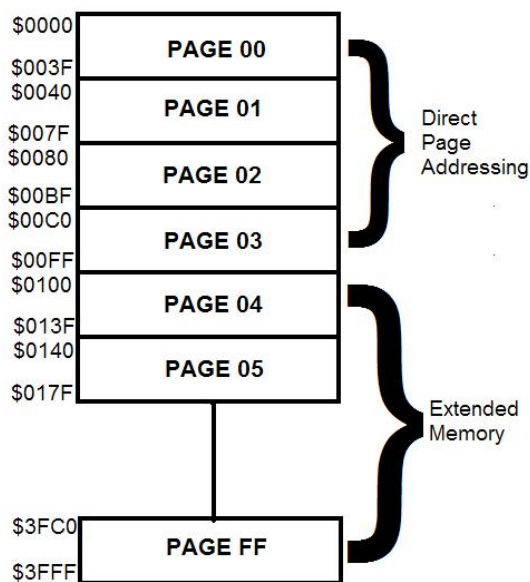 $0000
PAGE 00
$003F
$0040
PAGE 01
$007F
$0080
PAGE 02
$00BF
$00C0
PAGE 03
$00FF
Direct
Page
Addressing
$0100
PAGE 04
$013F
$0140
PAGE 05
$017F
Extended
Memory
$3FC0
PAGE FF
$3FFF